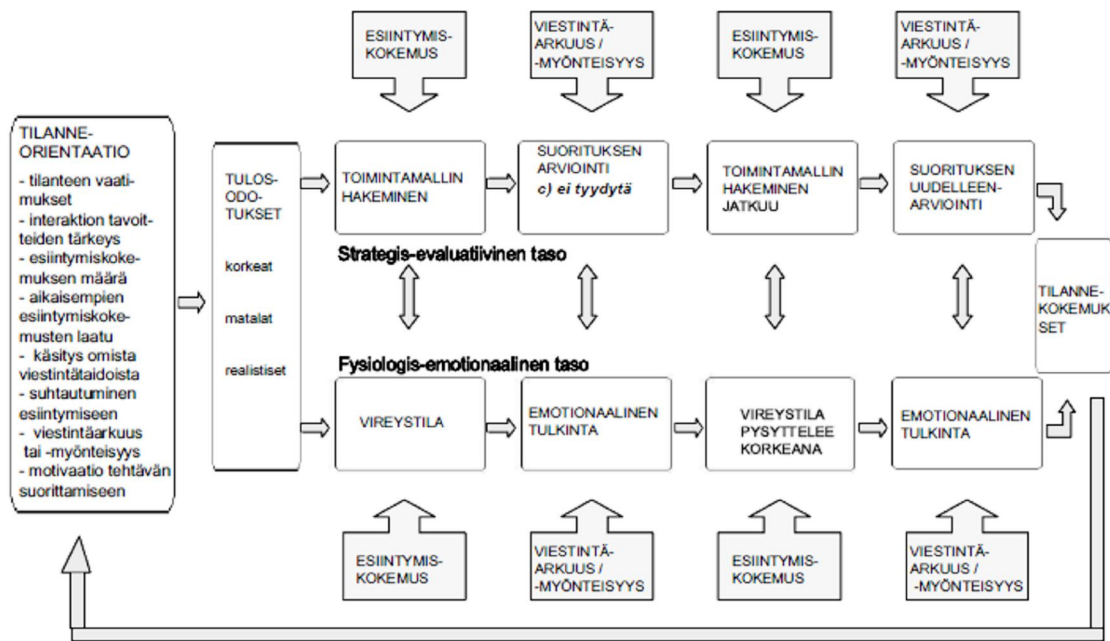 ESIINTYMIS-
KOKEMUS
VIESTINTÄ-
ARKUUS /
-MYÖNTEISYYS
ESIINTYMIS-
KOKEMUS
VIESTINTÄ-
ARKUUS /
-MYÖNTEISYYS
TILANNE-
ORIENTAATIO
- tilanteen vaati-
mukset
- interaktion tavoit-
teiden tärkeys
- esiintymiskoke-
muksen määrä
- aikaisempien
esiintymiskoke-
musten laatu
- käsitys omista
viestintätaidoista
- suhtautuminen
esiintymiseen
- viestintäarkuus
tai -myönteisyys
- motivaatio tehtävän
suorittamiseen
TULOS-
ODO-
TUKSET
korkeat
matalat
realistiset
TOIMINTAMALLIN
HAKEMINEN
SUORITUKSEN
ARVIOINTI
c) ei tyydytä
TOIMINTAMALLIN
HAKEMINEN
JATKUU
SUORITUKSEN
UUDELLEEN-
ARVIOINTI
Strategis-evaluatiivinen taso
TILANNE-
KOKEMUK
SET
Fysiologis-emotionaalinen taso
VIREYSTILA
EMOTIONAALINEN
TULKINTA
VIREYSTILA
PYSYTTELEE
KORKEANA
EMOTIONAALINEN
TULKINTA
ESIINTYMIS-
KOKEMUS
VIESTINTÄ-
ARKUUS /
-MYÖNTEISYYS
ESIINTYMIS-
KOKEMUS
VIESTINTÄ-
ARKUUS /
-MYÖNTEISYYS